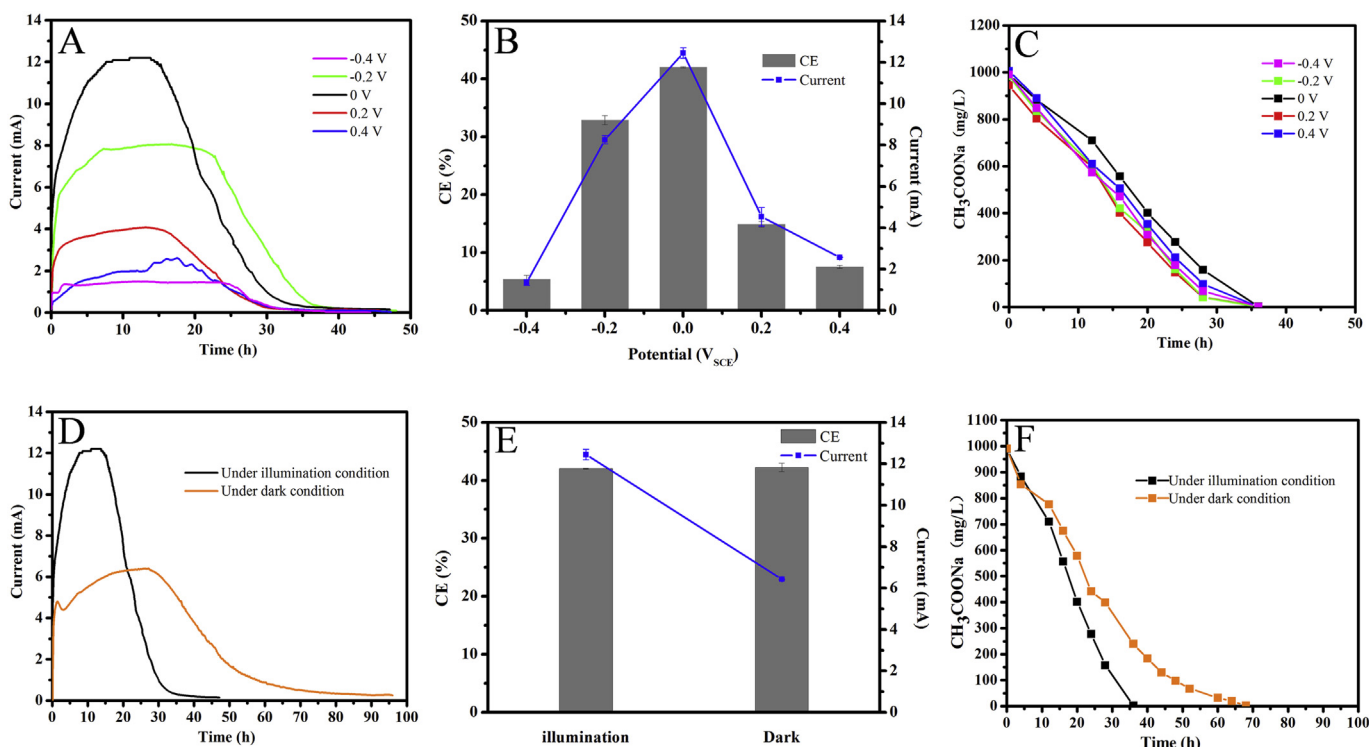 A
14
12
10
8
6
4
2
0
Current (mA)
-0.4 V
-0.2 V
0 V
0.2 V
0.4 V
0 10 20 30 40 50
Time (h)
B
50
40
30
20
10
0
CE (%)
CE
Current
14
12
10
8
6
4
2
0
Current (mA)
-0.4 -0.2 0.0 0.2 0.4
Potential (V_SCE)
C
1200
1000
800
600
400
200
0
CH₃COONa (mg/L)
-0.4 V
-0.2 V
0 V
0.2 V
0.4 V
0 10 20 30 40 50
Time (h)
D
14
12
10
8
6
4
2
0
Current (mA)
Under illumination condition
Under dark condition
0 10 20 30 40 50 60 70 80 90 100
Time (h)
E
50
40
30
20
10
0
CE (%)
CE
Current
14
12
10
8
6
4
2
0
Current (mA)
illumination Dark
F
1100
1000
900
800
700
600
500
400
300
200
100
0
CH₃COONa (mg/L)
Under illumination condition
Under dark condition
0 10 20 30 40 50 60 70 80 90 100
Time (h)